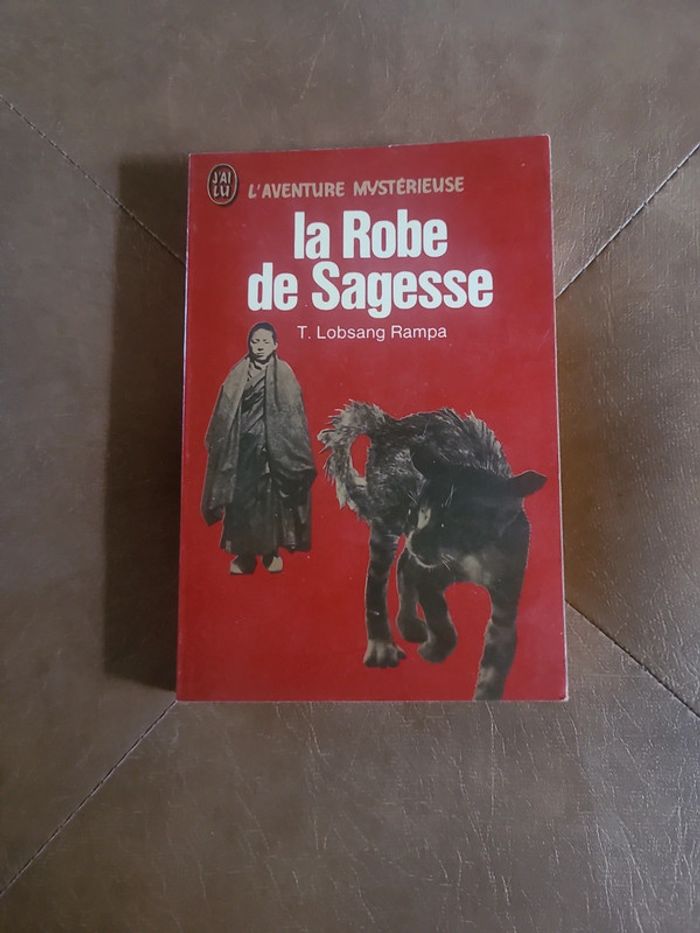 J'AI
LU
L'AVENTURE MYSTÉRIEUSE
la Robe
de Sagesse
T. Lobsang Rampa